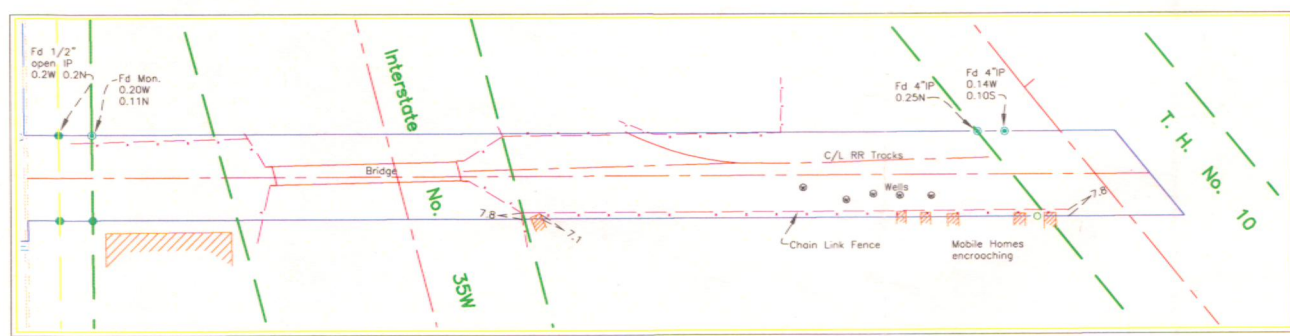 Fd 1/2"
open IP
0.2W 0.2N
Fd Mon.
0.20W
0.11N
Interstate
No.
35W
Bridge
7.8
7.1
Fd 4"IP
0.25N
Fd 4"IP
0.14W
0.10S
T. H. No. 10
C/L RR Tracks
Wells
7.8
Chain Link Fence
Mobile Homes
encroaching